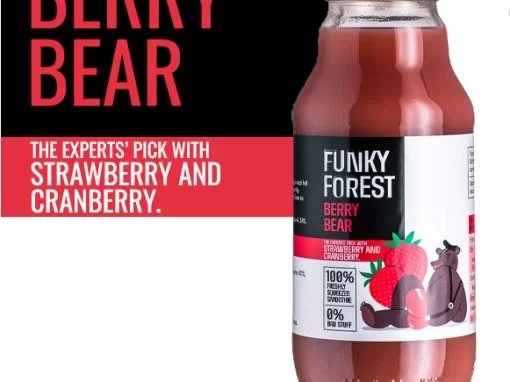 BERRY
BEAR
THE EXPERTS' PICK WITH
STRAWBERRY AND
CRANBERRY.
FUNKY
FOREST
BERRY
BEAR
THE EXPERTS' PICK WITH
STRAWBERRY AND
CRANBERRY.
100%
FRESHLY
SQUEEZED
SMOOTHIE
0%
BAD STUFF